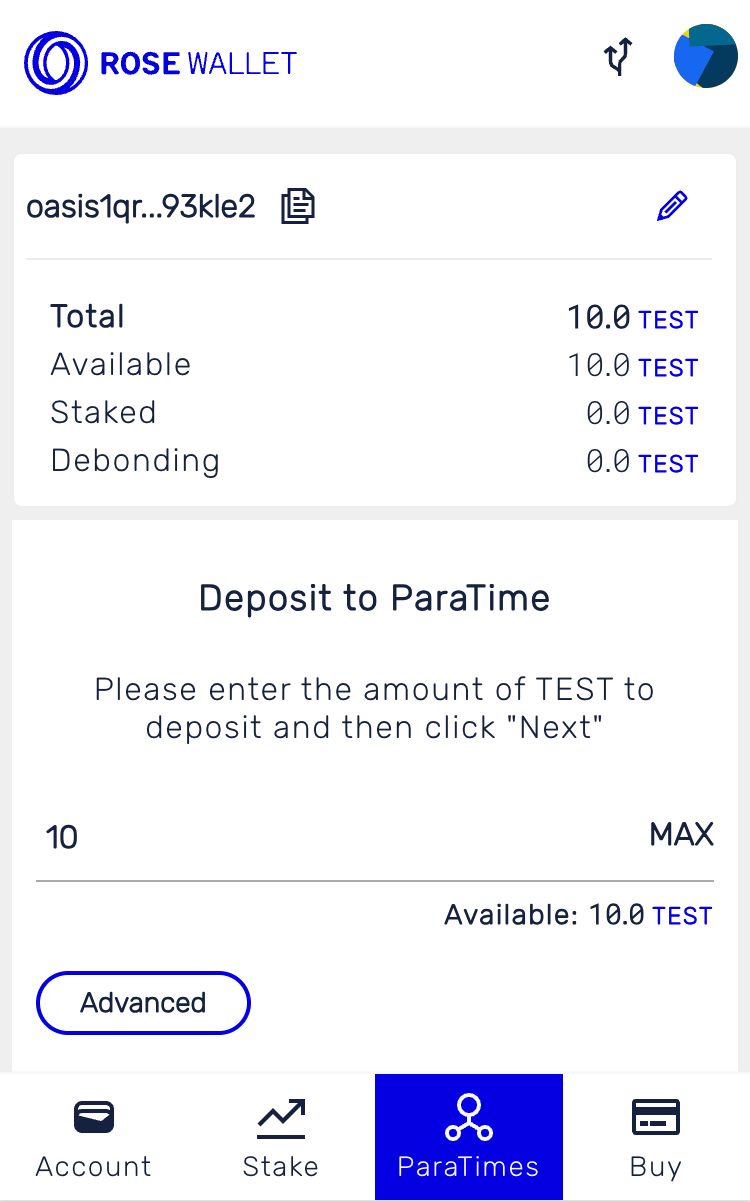 ROSE WALLET
oasis1qr...93kle2
Total 10.0 TEST
Available 10.0 TEST
Staked 0.0 TEST
Debonding 0.0 TEST
Deposit to ParaTime
Please enter the amount of TEST to
deposit and then click "Next"
10 MAX
Available: 10.0 TEST
Advanced
Account Stake ParaTimes Buy